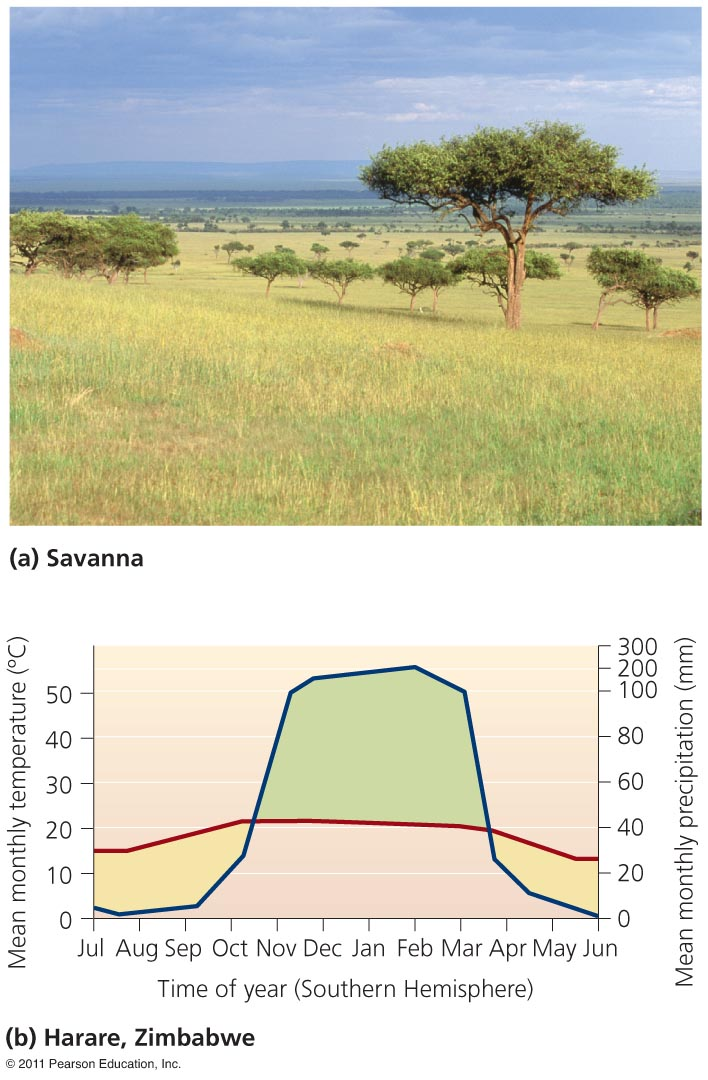 (a) Savanna
Mean monthly temperature (ºC)
50
40
30
20
10
0
300
200
100
80
60
40
20
0
Mean monthly precipitation (mm)
Jul Aug Sep Oct Nov Dec Jan Feb Mar Apr May Jun
Time of year (Southern Hemisphere)
(b) Harare, Zimbabwe
© 2011 Pearson Education, Inc.